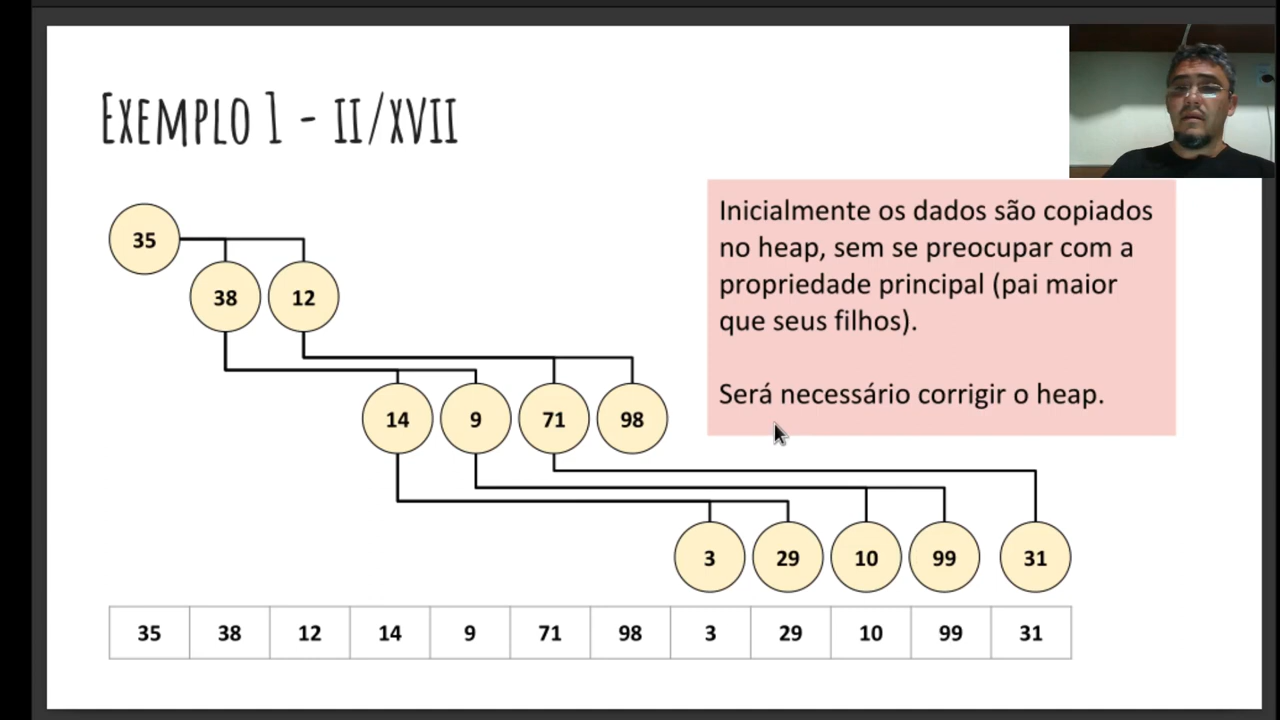 EXEMPLO 1 - II/XVII
35
38 12
14 9 71 98
3 29 10 99 31
Inicialmente os dados são copiados
no heap, sem se preocupar com a
propriedade principal (pai maior
que seus filhos).
Será necessário corrigir o heap.
35 38 12 14 9 71 98 3 29 10 99 31